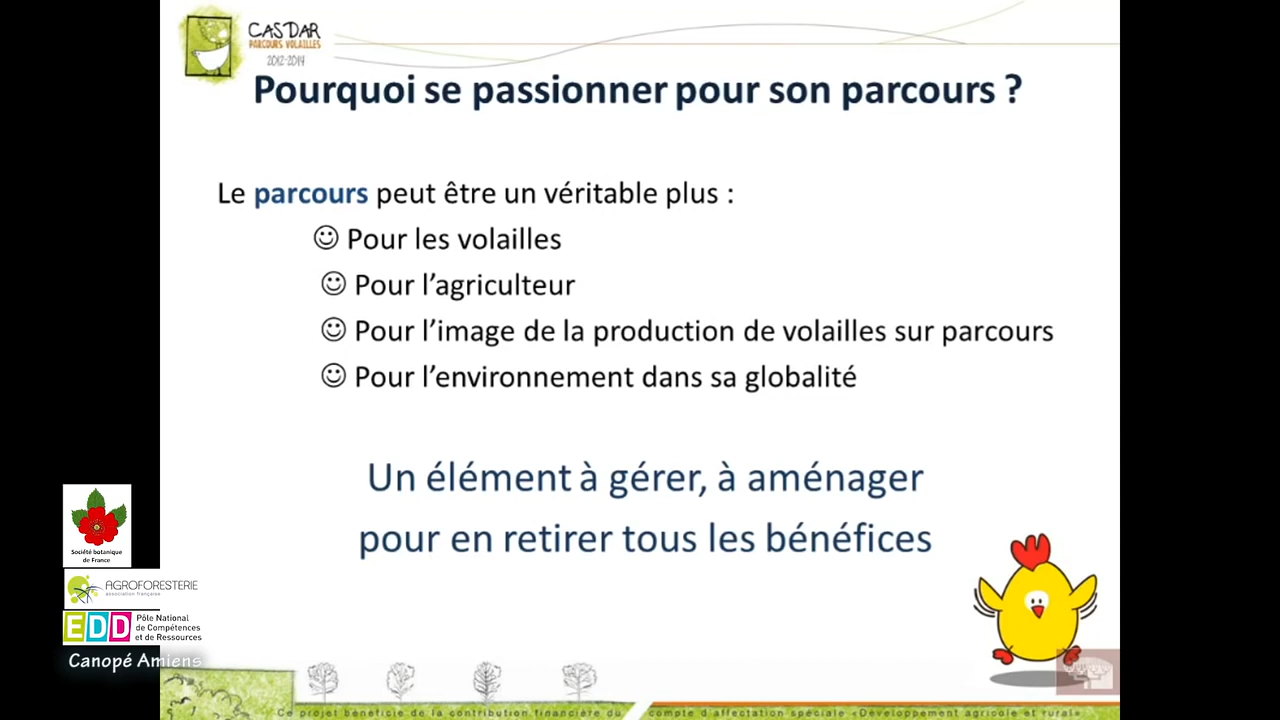 CASDAR
PARCOURS VOLAILLES
2012-2014
Pourquoi se passionner pour son parcours ?
Le parcours peut être un véritable plus :
☺ Pour les volailles
☺ Pour l'agriculteur
☺ Pour l'image de la production de volailles sur parcours
☺ Pour l'environnement dans sa globalité
Un élément à gérer, à aménager
pour en retirer tous les bénéfices
Société botanique
de France
AGROFORESTERIE
association française
EDD
Pôle National
de Compétences
et de Ressources
Canopé Amiens
Ce projet bénéficie de la contribution financière du compte d'affectation spéciale «Développement agricole et rural»